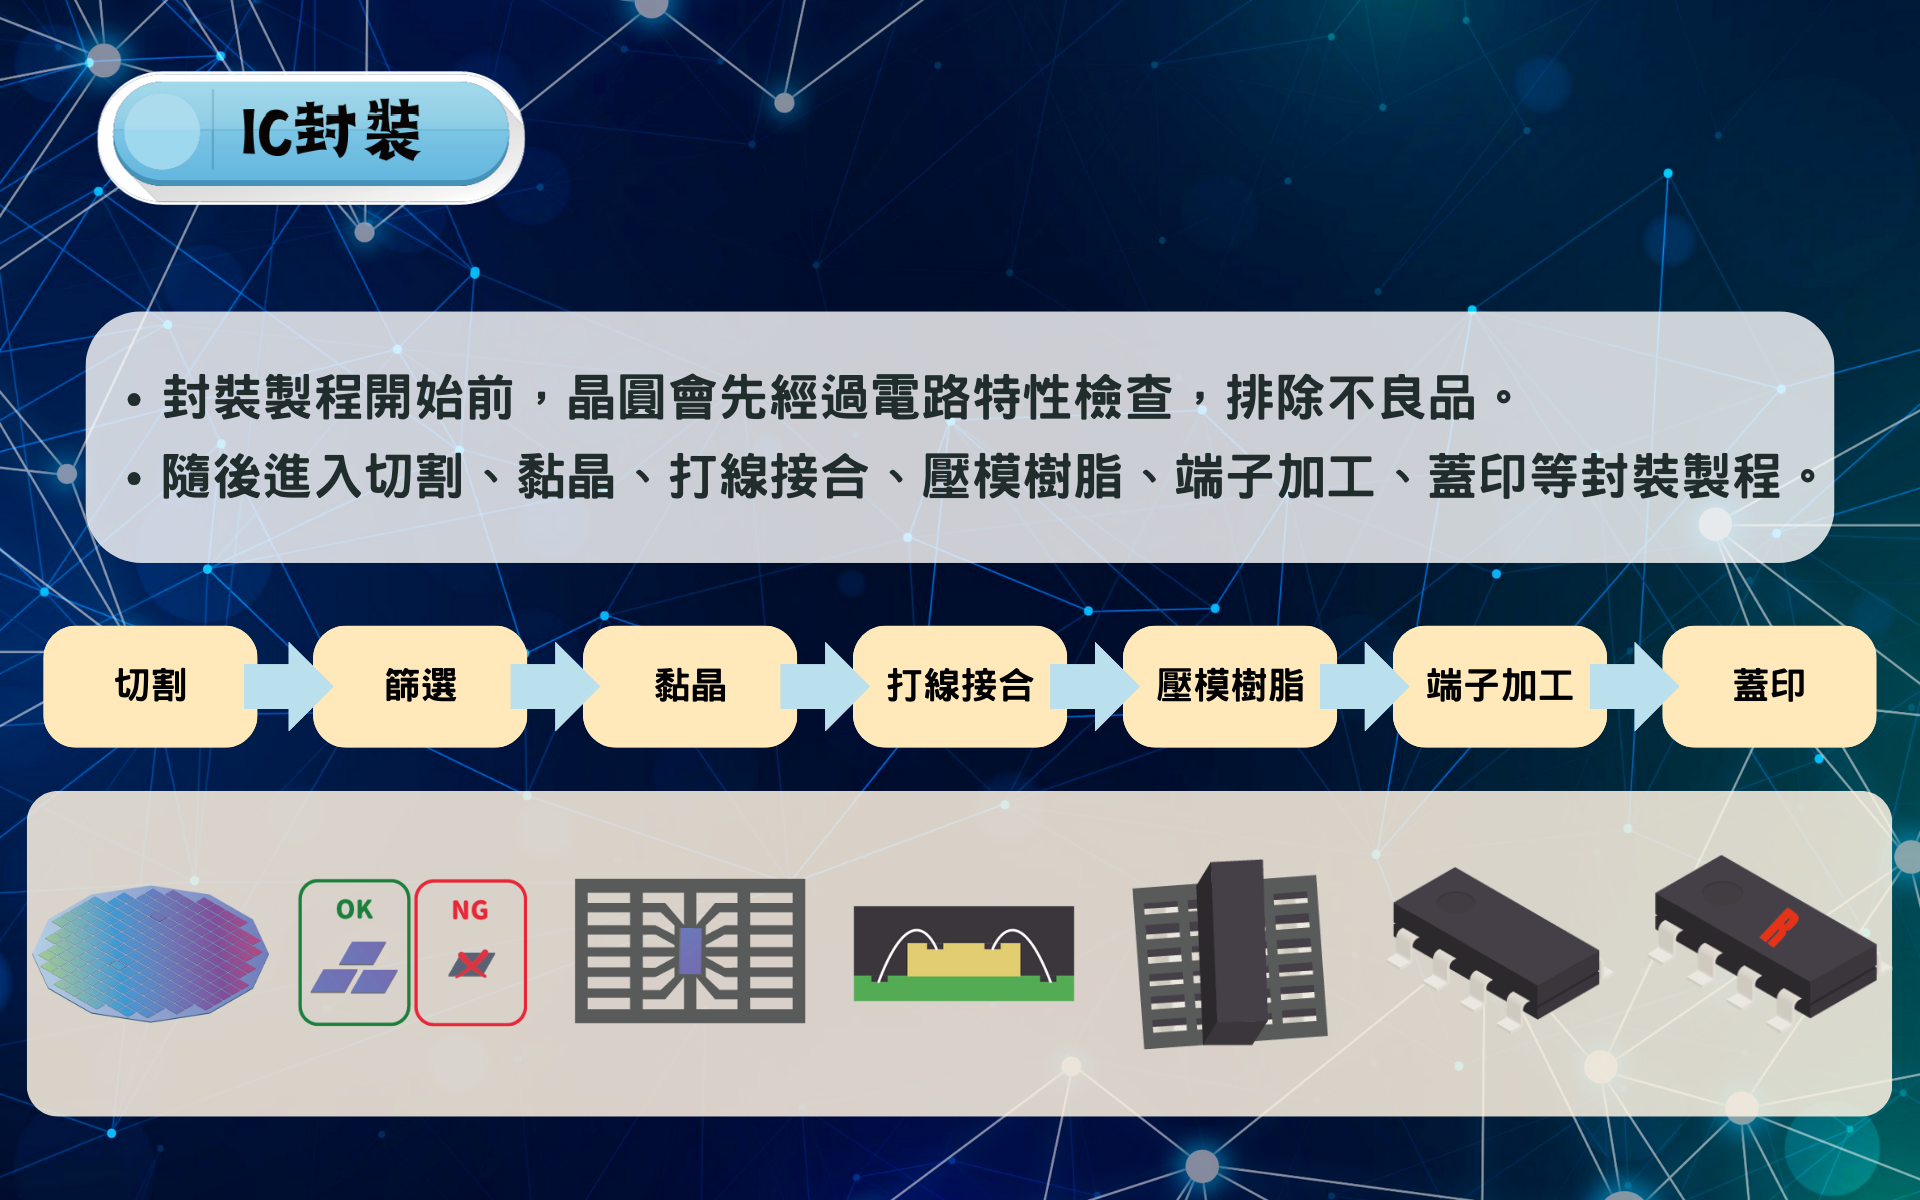 IC封裝
• 封裝製程開始前，晶圓會先經過電路特性檢查，排除不良品。
• 隨後進入切割、黏晶、打線接合、壓模樹脂、端子加工、蓋印等封裝製程。
切割
篩選
黏晶
打線接合
壓模樹脂
端子加工
蓋印
OK
NG
R